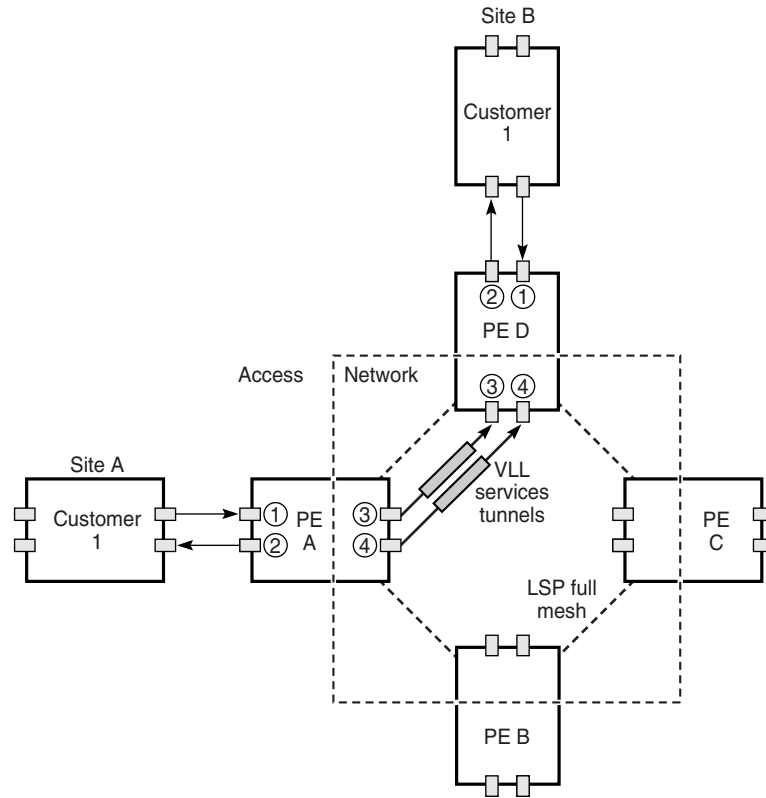 Site B
Customer
1
② ①
PE D
Access
Network
③ ④
Site A
VLL
services
tunnels
Customer
1
①
②
PE
A
③
④
PE
C
LSP full
mesh
PE B